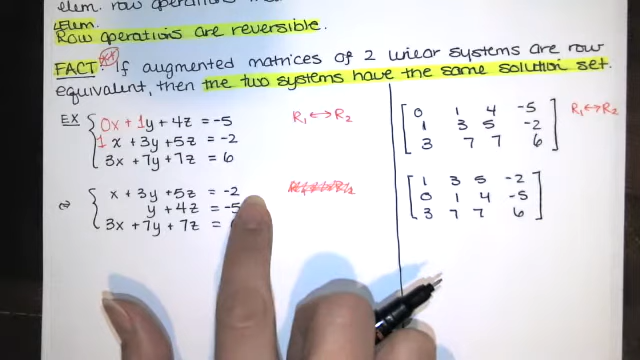 elem. row operations
Elem.
Row operations are reversible.
FACT: If augmented matrices of 2 linear systems are row
equivalent, then the two systems have the same solution set.
EX 0x + 1y + 4z = -5
1x + 3y + 5z = -2
3x + 7y + 7z = 6
R₁ ↔ R₂
⇔ x + 3y + 5z = -2
y + 4z = -5
3x + 7y + 7z =
0 1 4 -5
1 3 5 -2
3 7 7 6
R₁ ↔ R₂
1 3 5 -2
0 1 4 -5
3 7 7 6